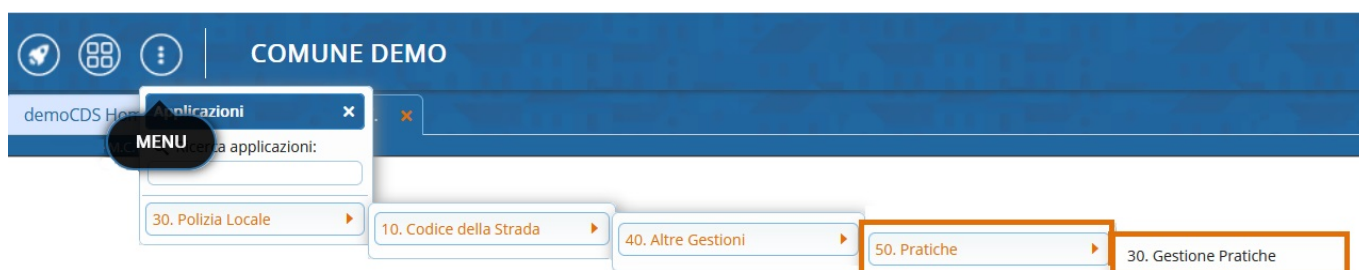 COMUNE DEMO
demoCDS Hom
Applicazioni
MENU
applicazioni:
30. Polizia Locale
10. Codice della Strada
40. Altre Gestioni
50. Pratiche
30. Gestione Pratiche